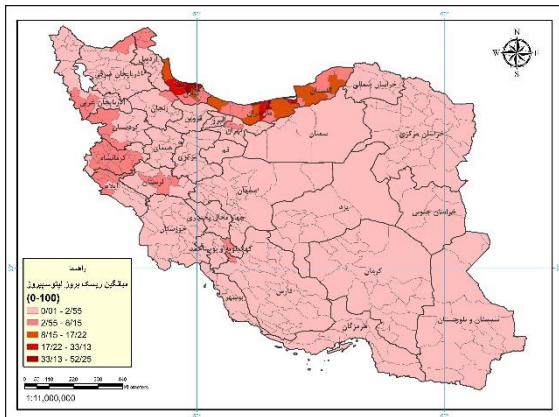 N
W
E
S
اردبیل
آذربایجان شرقی
آذربایجان غربی
زنجان
کردستان
قزوین
همدان
کرمانشاه
ایلام
لرستان
مرکزی
قم
تهران
البرز
گلستان
سمنان
خراسان شمالی
خراسان مرکزی
خراسان جنوبی
اصفهان
یزد
چهارمحال بختیاری
خوزستان
کهگیلویه و بویراحمد
فارس
بوشهر
کرمان
هرمزگان
سیستان و بلوچستان
راهنما
میانگین ریسک بروز لپتوسپیروز
(0-100)
0/01 - 2/55
2/55 - 8/15
8/15 - 17/22
17/22 - 33/13
33/13 - 52/25
1:11,000,000